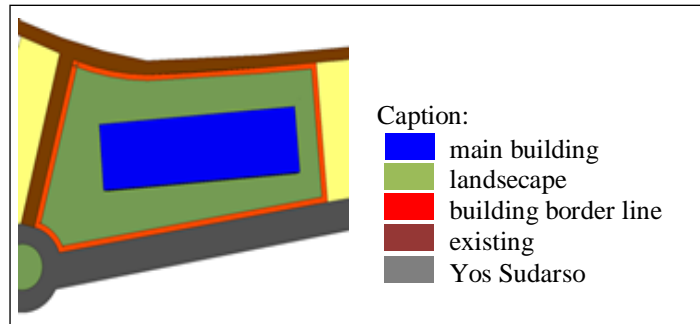 Caption:
main building
landsecape
building border line
existing
Yos Sudarso